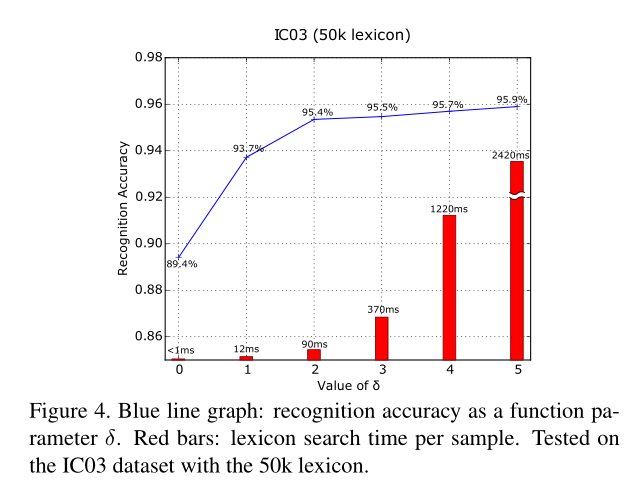 IC03 (50k lexicon)
0.98
0.96
0.94
0.92
0.90
0.88
0.86
Recognition Accuracy
89.4%
93.7%
95.4%
95.5%
95.7%
95.9%
<1ms
12ms
90ms
370ms
1220ms
2420ms
0 1 2 3 4 5
Value of δ
Figure 4. Blue line graph: recognition accuracy as a function pa-
rameter δ. Red bars: lexicon search time per sample. Tested on
the IC03 dataset with the 50k lexicon.